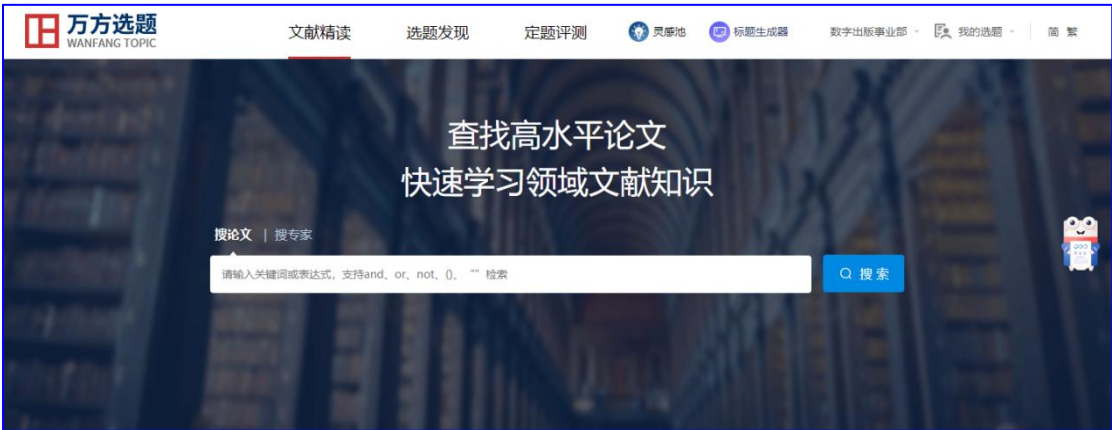 万方选题
WANFANG TOPIC
文献精读 选题发现 定题评测 灵感池 标题生成器 数字出版事业部 我的选题 简 繁
查找高水平论文
快速学习领域文献知识
搜论文 | 搜专家
请输入关键词或表达式，支持and、or、not、()、 "" 检索
搜索